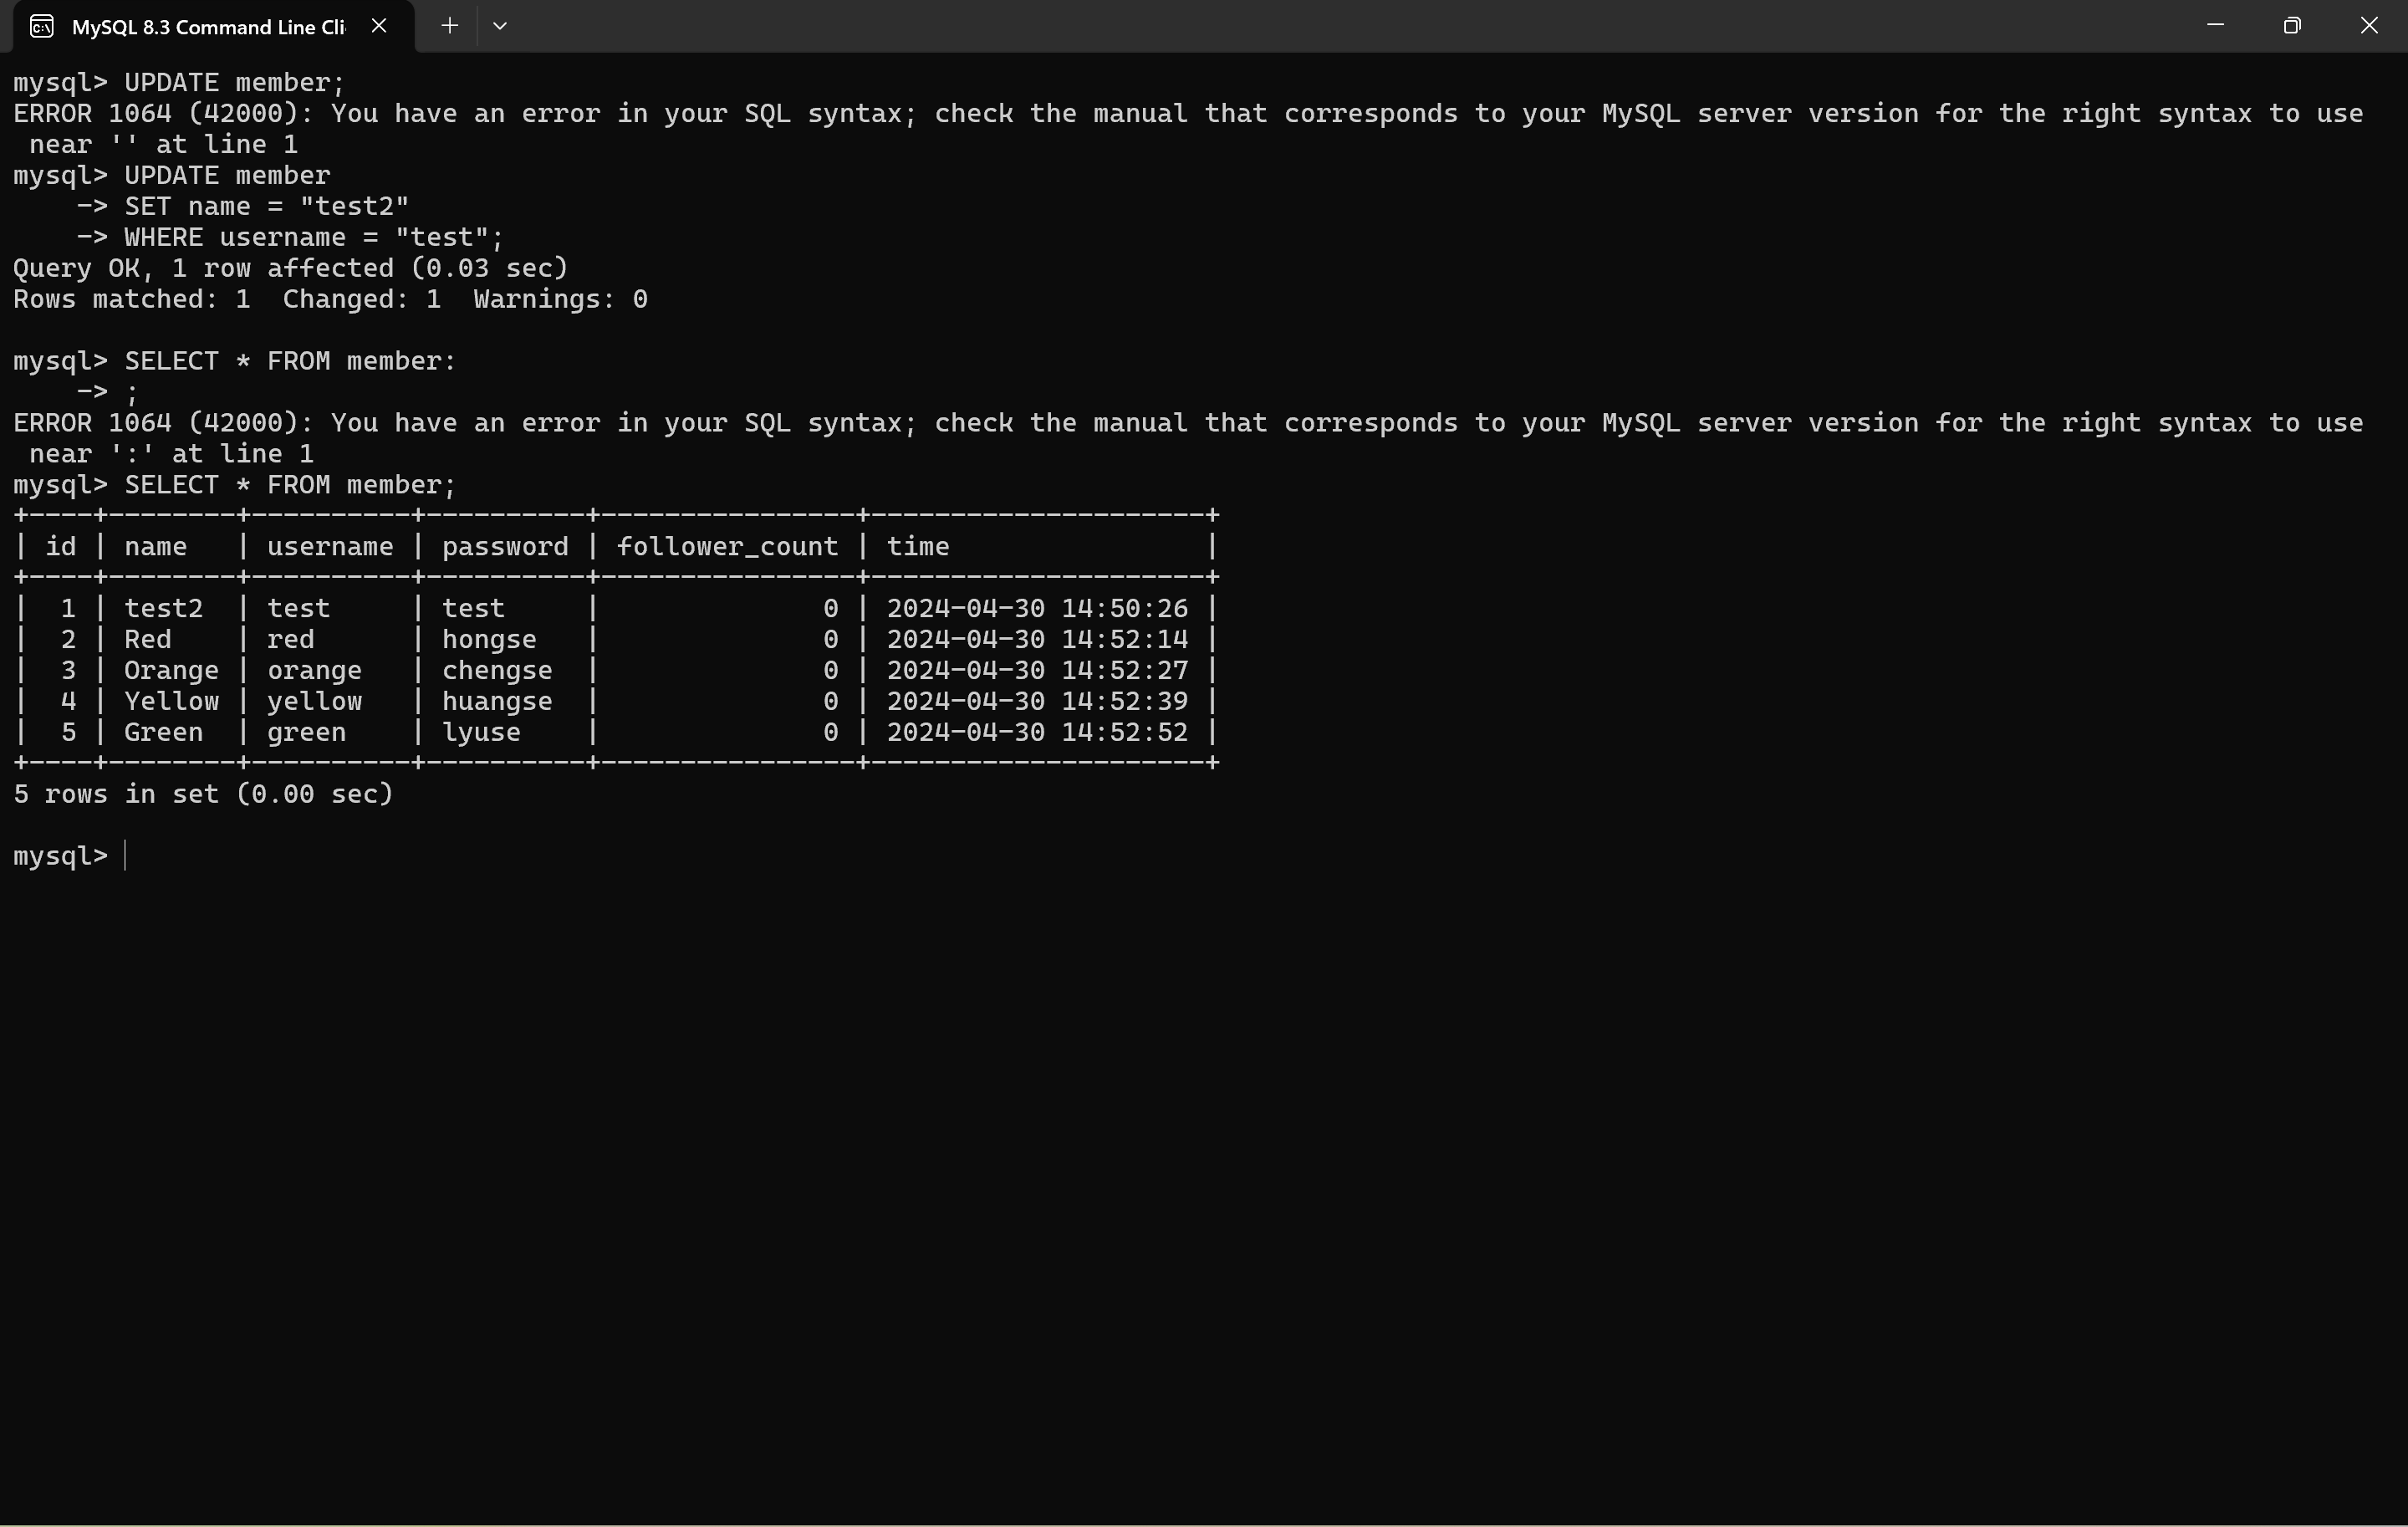 MySQL 8.3 Command Line Cli
mysql> UPDATE member;
ERROR 1064 (42000): You have an error in your SQL syntax; check the manual that corresponds to your MySQL server version for the right syntax to use
 near '' at line 1
mysql> UPDATE member
    -> SET name = "test2"
    -> WHERE username = "test";
Query OK, 1 row affected (0.03 sec)
Rows matched: 1  Changed: 1  Warnings: 0
mysql> SELECT * FROM member:
    -> ;
ERROR 1064 (42000): You have an error in your SQL syntax; check the manual that corresponds to your MySQL server version for the right syntax to use
 near ':' at line 1
mysql> SELECT * FROM member;
+----+--------+----------+----------+----------------+---------------------+
| id | name   | username | password | follower_count | time                |
+----+--------+----------+----------+----------------+---------------------+
|  1 | test2  | test     | test     |              0 | 2024-04-30 14:50:26 |
|  2 | Red    | red      | hongse   |              0 | 2024-04-30 14:52:14 |
|  3 | Orange | orange   | chengse  |              0 | 2024-04-30 14:52:27 |
|  4 | Yellow | yellow   | huangse  |              0 | 2024-04-30 14:52:39 |
|  5 | Green  | green    | lyuse    |              0 | 2024-04-30 14:52:52 |
+----+--------+----------+----------+----------------+---------------------+
5 rows in set (0.00 sec)
mysql>